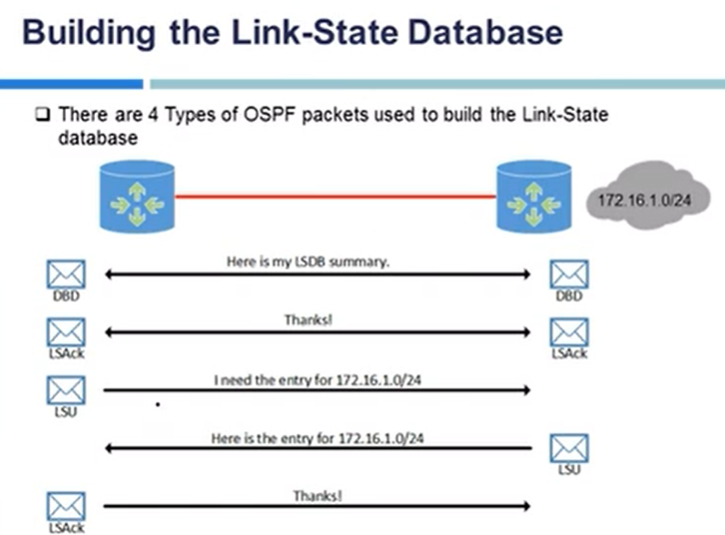 Building the Link-State Database
There are 4 Types of OSPF packets used to build the Link-State
database
172.16.1.0/24
Here is my LSDB summary.
DBD
DBD
Thanks!
LSAck
LSAck
I need the entry for 172.16.1.0/24
LSU
Here is the entry for 172.16.1.0/24
LSU
Thanks!
LSAck